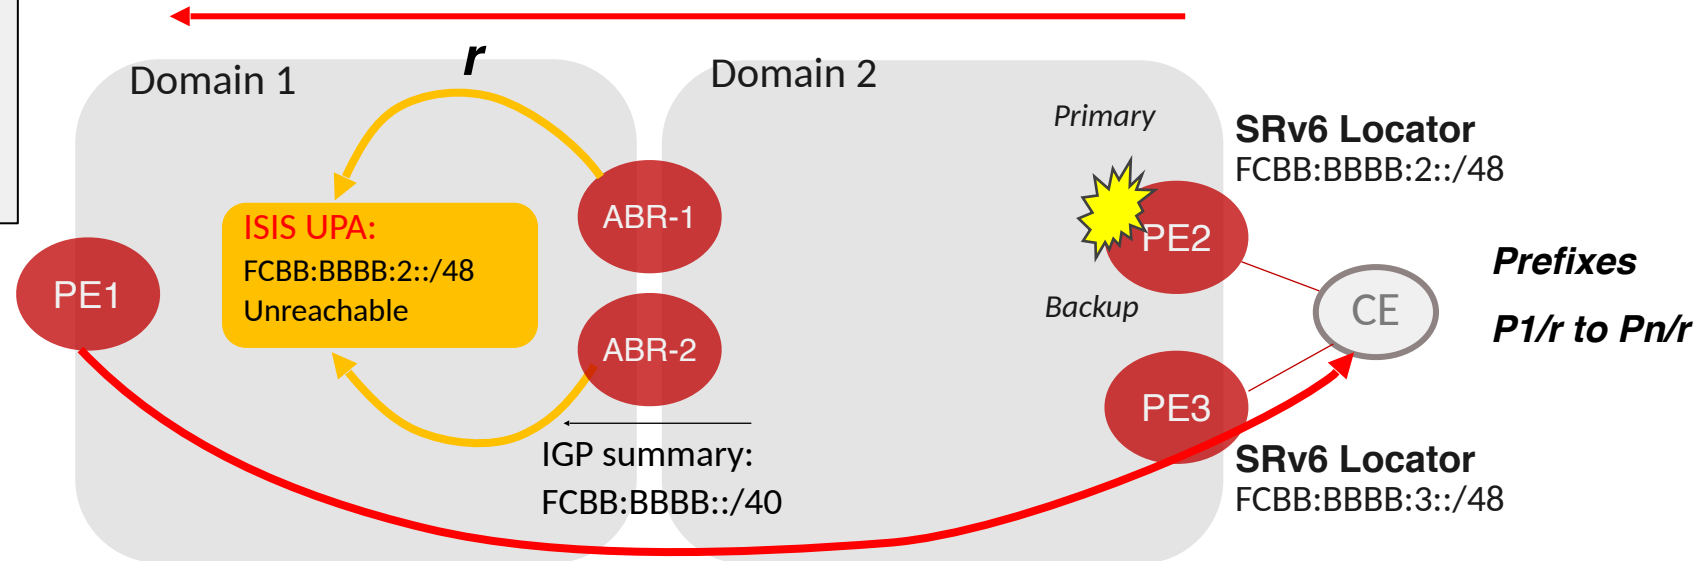 r
Domain 1
Domain 2
Primary
SRv6 Locator
FCBB:BBBB:2::/48
ABR-1
ISIS UPA:
FCBB:BBBB:2::/48
Unreachable
PE2
PE1
Prefixes
P1/r to Pn/r
Backup
CE
ABR-2
PE3
IGP summary:
FCBB:BBBB::/40
SRv6 Locator
FCBB:BBBB:3::/48